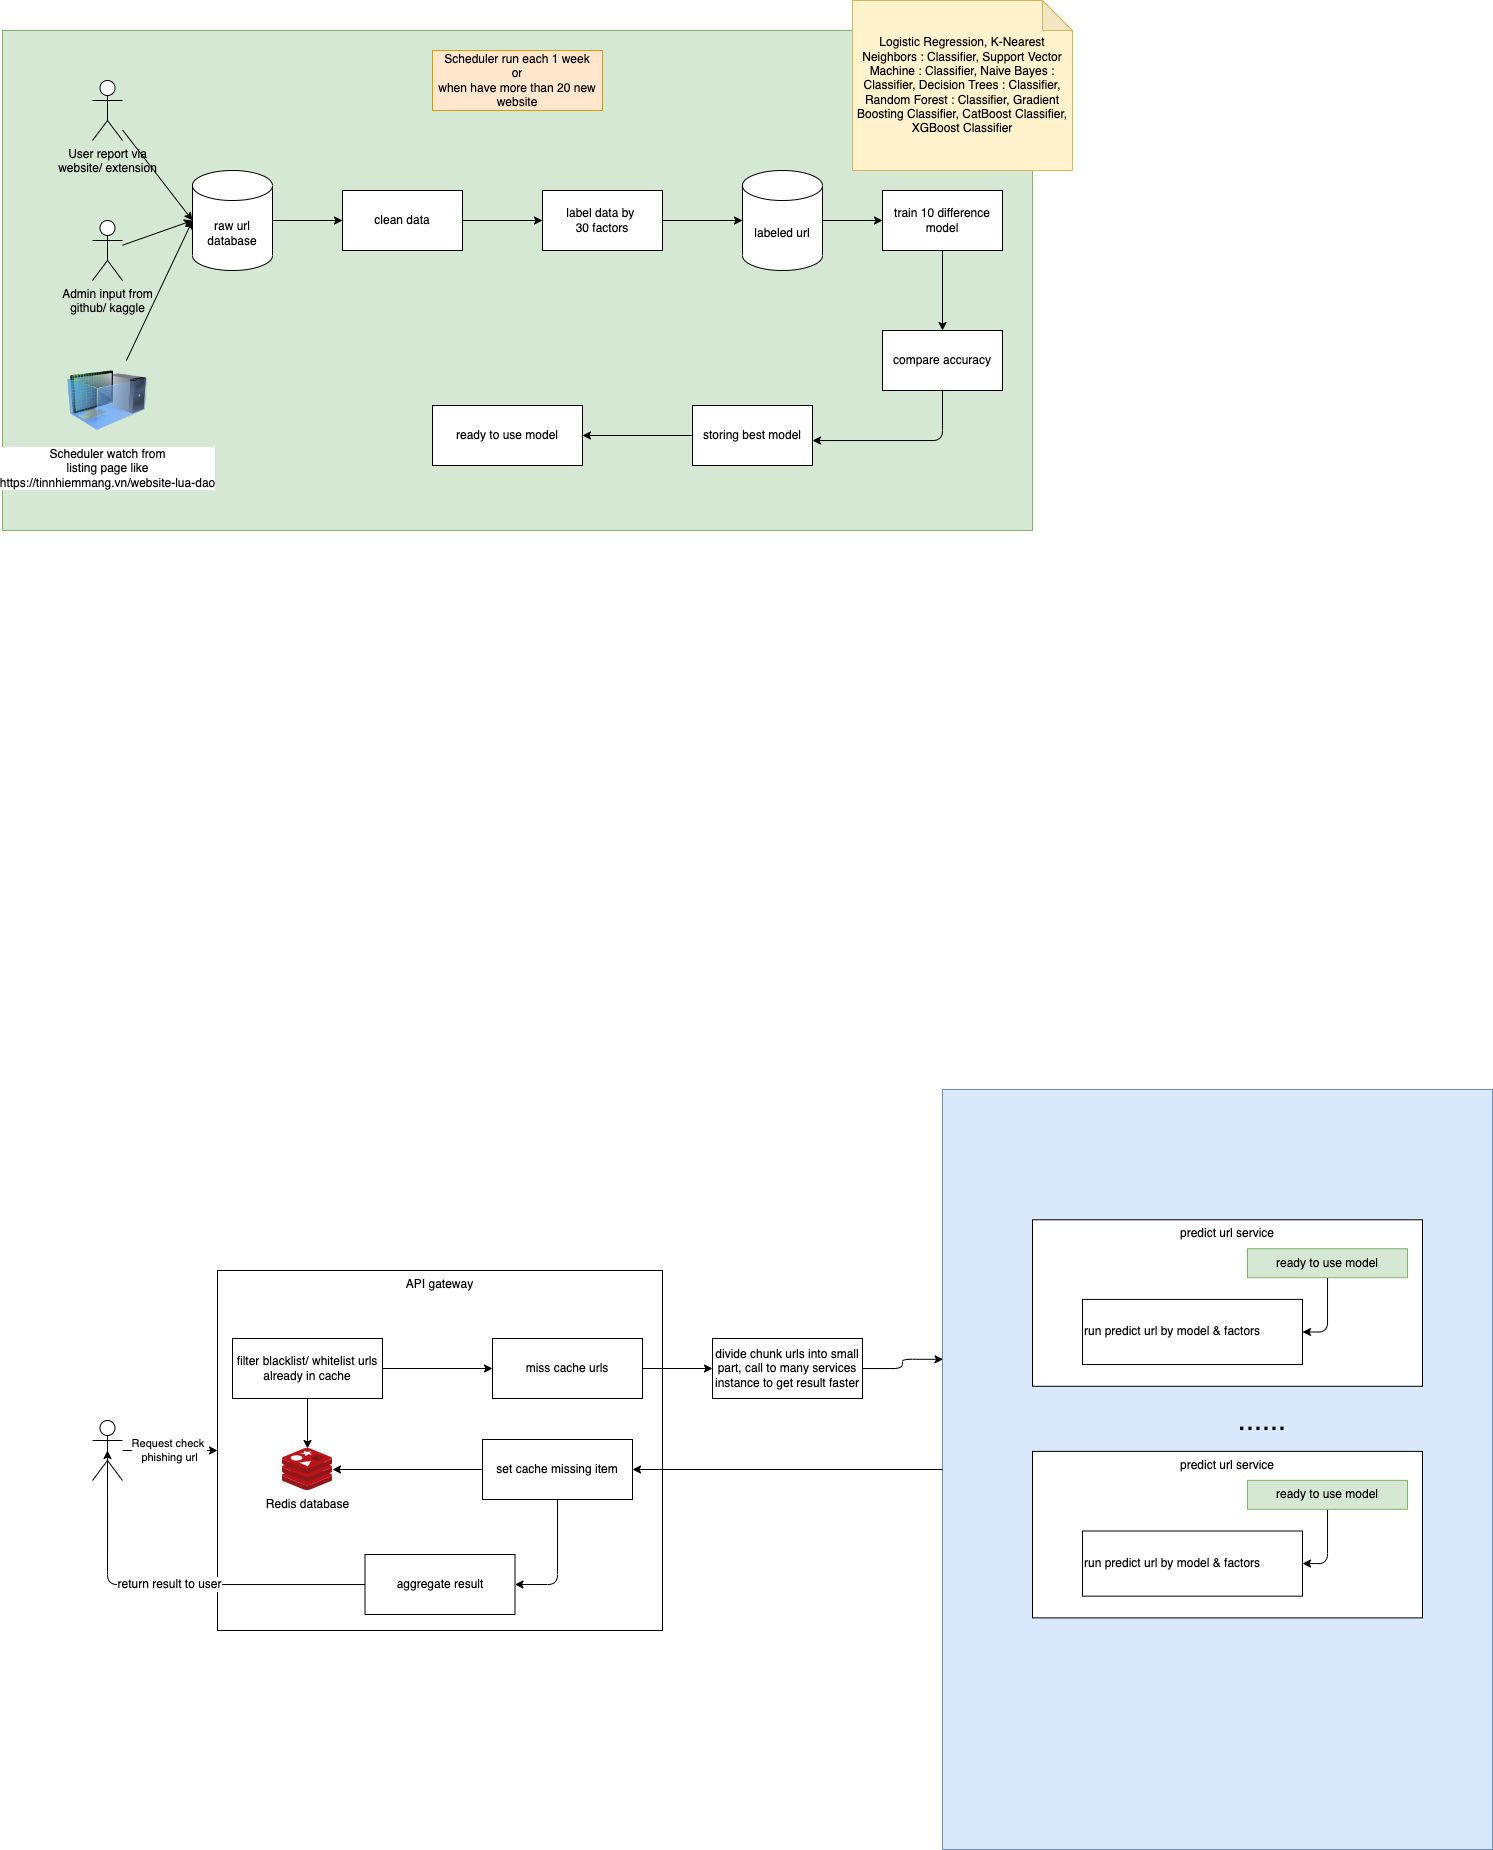 Logistic Regression, K-Nearest
Neighbors : Classifier, Support Vector
Machine : Classifier, Naive Bayes :
Classifier, Decision Trees : Classifier,
Random Forest : Classifier, Gradient
Boosting Classifier, CatBoost Classifier,
XGBoost Classifier
Scheduler run each 1 week
or
when have more than 20 new
website
User report via
website/ extension
raw url
database
clean data
label data by
30 factors
labeled url
train 10 difference
model
Admin input from
github/ kaggle
compare accuracy
ready to use model
storing best model
Scheduler watch from
listing page like
https://tinnhiemmang.vn/website-lua-dao
predict url service
ready to use model
run predict url by model & factors
API gateway
filter blacklist/ whitelist urls
already in cache
miss cache urls
divide chunk urls into small
part, call to many services
instance to get result faster
......
Request check
phishing url
Redis database
set cache missing item
predict url service
ready to use model
run predict url by model & factors
aggregate result
return result to user